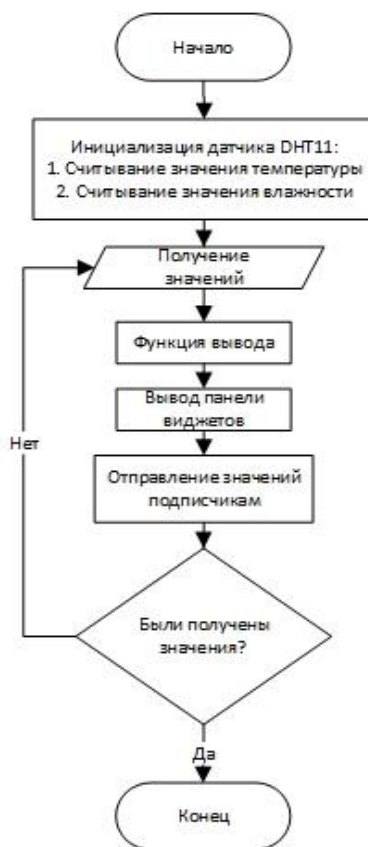 Начало
Инициализация датчика DHT11:
1. Считывание значения температуры
2. Считывание значения влажности
Получение
значений
Функция вывода
Вывод панели
виджетов
Нет
Отправление значений
подписчикам
Были получены
значения?
Да
Конец